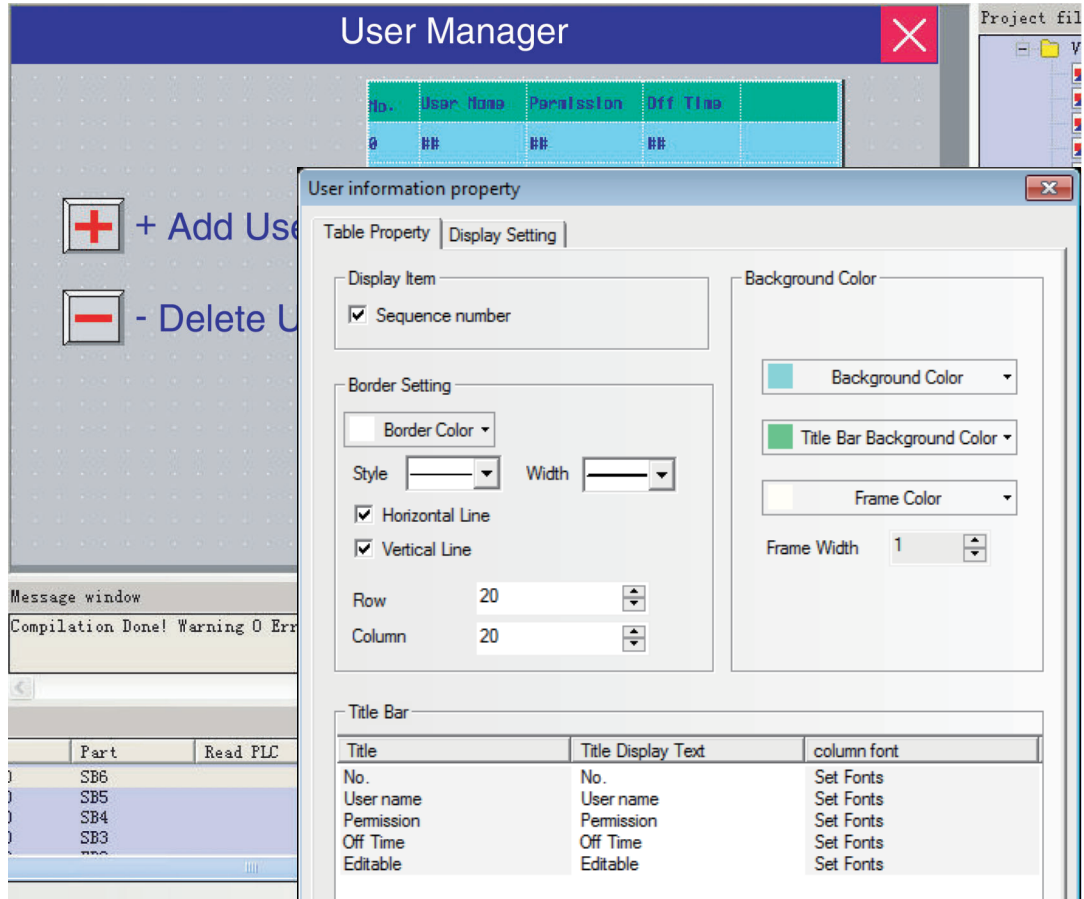 User Manager
Project fil
V
No. User Name Permission Off Time
0 ## ## ##
User information property
+ Add Use
Table Property Display Setting
Display Item
Background Color
Sequence number
- Delete U
Background Color
Border Setting
Border Color
Title Bar Background Color
Style Width
Frame Color
Horizontal Line
Vertical Line
Frame Width 1
Message window
Row 20
Compilation Done! Warning 0 Err
Column 20
Title Bar
Part Read PLC
Title Title Display Text column font
SB6
No. No. Set Fonts
SB5
User name User name Set Fonts
SB4
Permission Permission Set Fonts
SB3
Off Time Off Time Set Fonts
Editable Editable Set Fonts